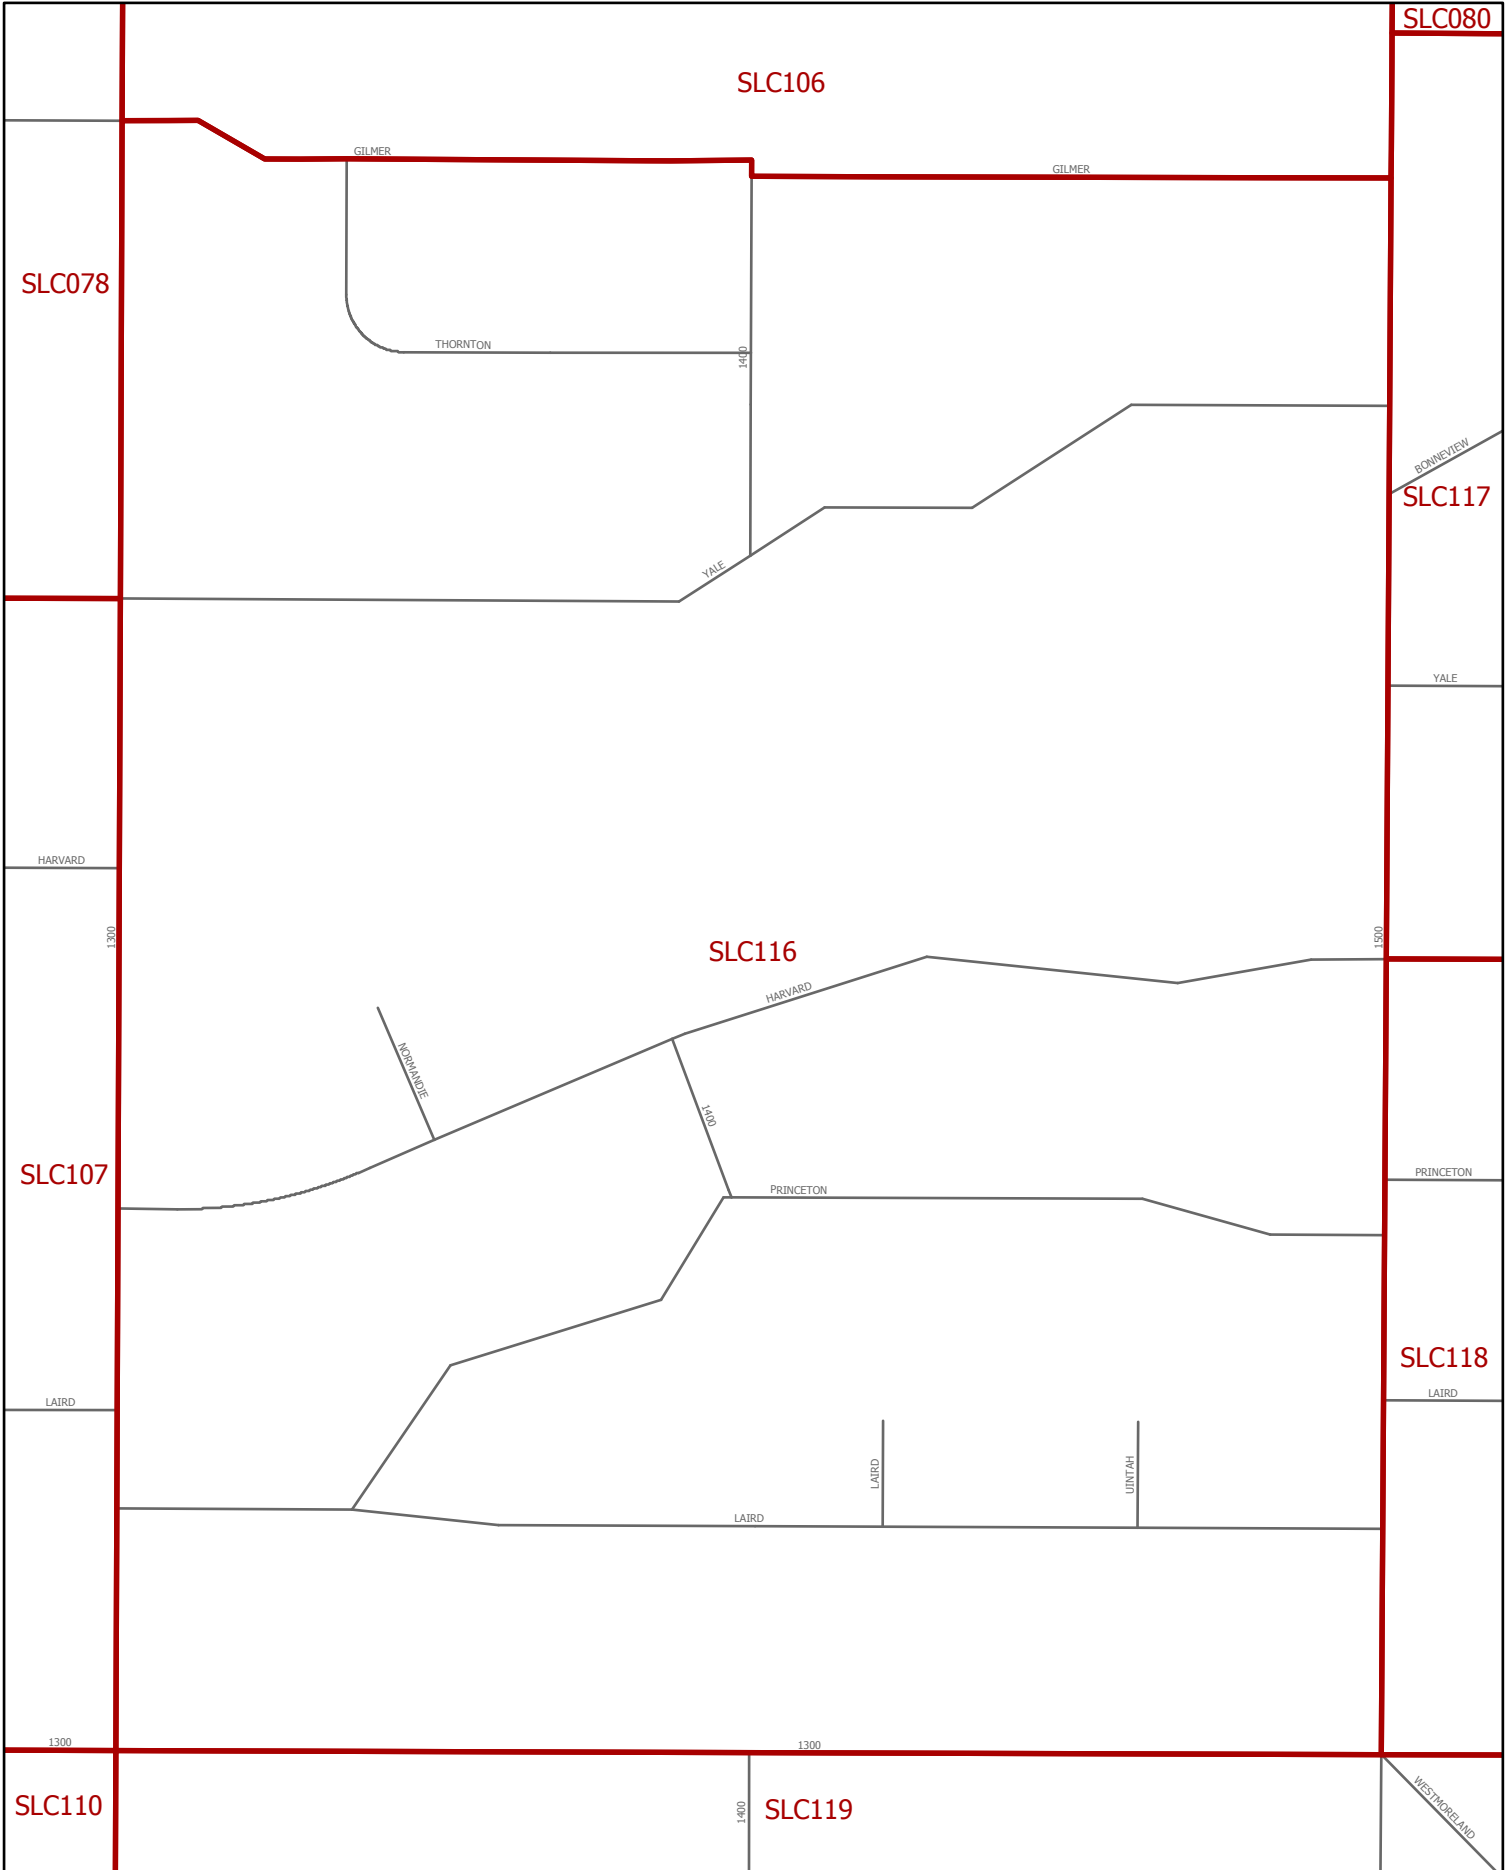 SLC080
SLC106
GILMER
GILMER
SLC078
THORNTON
1400
BONNEVIEW
SLC117
YALE
YALE
HARVARD
1300
1500
SLC116
HARVARD
NORMANDIE
1400
SLC107
PRINCETON
PRINCETON
SLC118
LAIRD
LAIRD
LAIRD
UINTAH
LAIRD
1300
1300
SLC110
1400
SLC119
WESTMORELAND